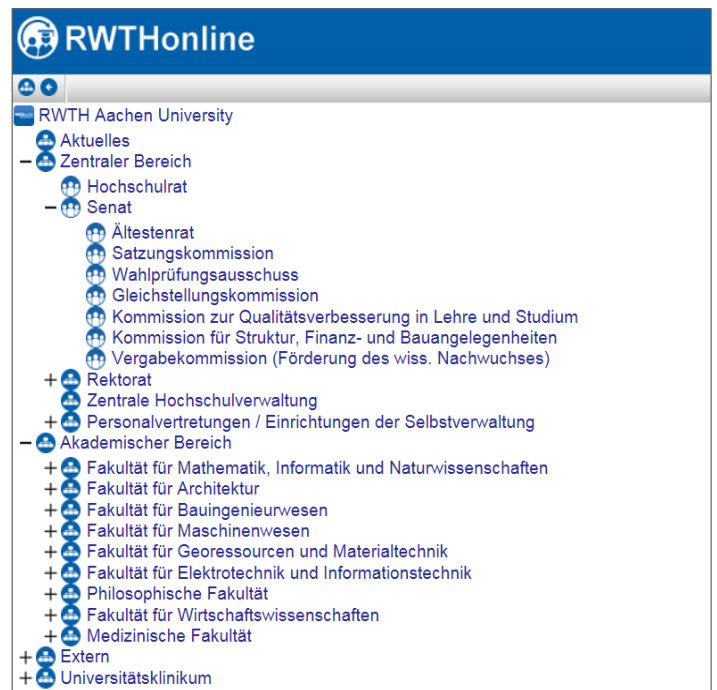 RWTHonline
RWTH Aachen University
Aktuelles
Zentraler Bereich
Hochschulrat
Senat
Ältestenrat
Satzungskommission
Wahlprüfungsausschuss
Gleichstellungskommission
Kommission zur Qualitätsverbesserung in Lehre und Studium
Kommission für Struktur, Finanz- und Bauangelegenheiten
Vergabekommission (Förderung des wiss. Nachwuchses)
Rektorat
Zentrale Hochschulverwaltung
Personalvertretungen / Einrichtungen der Selbstverwaltung
Akademischer Bereich
Fakultät für Mathematik, Informatik und Naturwissenschaften
Fakultät für Architektur
Fakultät für Bauingenieurwesen
Fakultät für Maschinenwesen
Fakultät für Georessourcen und Materialtechnik
Fakultät für Elektrotechnik und Informationstechnik
Philosophische Fakultät
Fakultät für Wirtschaftswissenschaften
Medizinische Fakultät
Extern
Universitätsklinikum